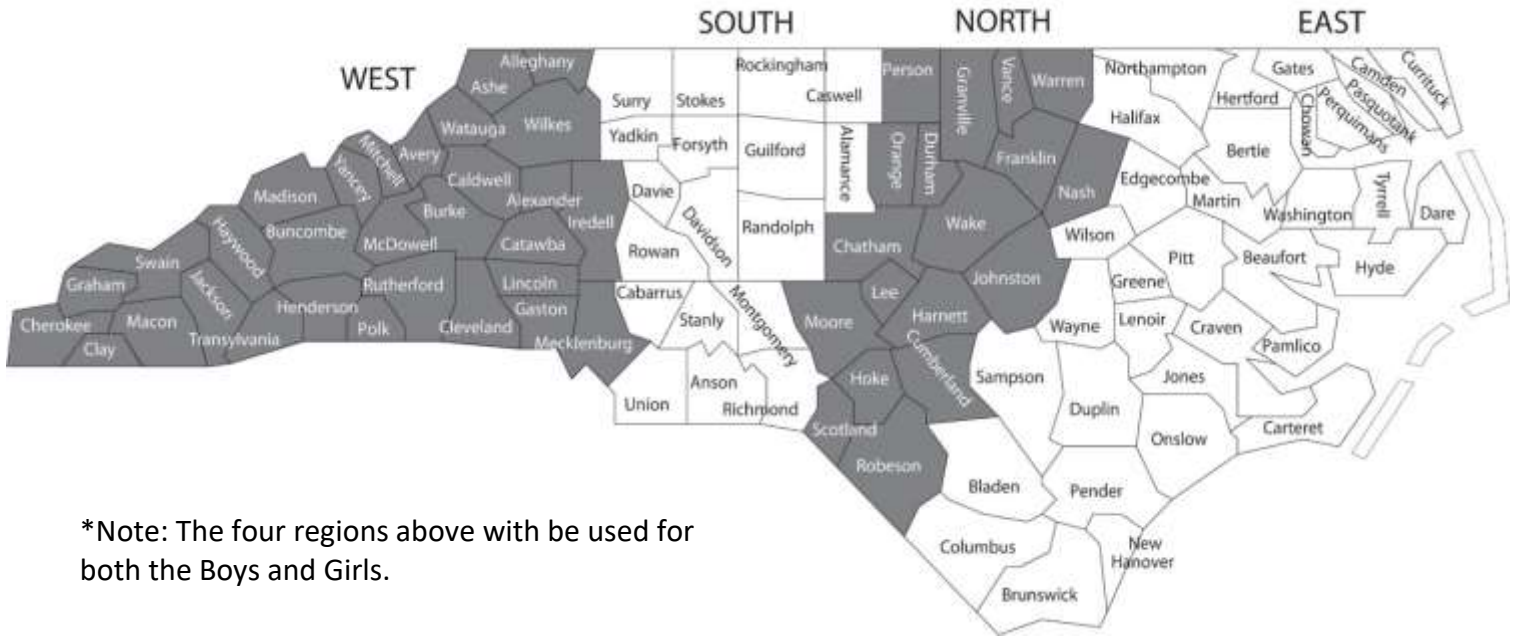 SOUTH
NORTH
EAST
WEST
Alleghany
Ashe
Surry
Stokes
Rockingham
Caswell
Person
Granville
Vance
Warren
Northampton
Gates
Camden
Currituck
Pasquotank
Perquimans
Chowan
Hertford
Halifax
Watauga
Wilkes
Yadkin
Forsyth
Guilford
Alamance
Orange
Durham
Franklin
Nash
Bertie
Edgecombe
Martin
Washington
Tyrrell
Dare
Mitchell
Avery
Yancey
Caldwell
Alexander
Iredell
Davie
Davidson
Randolph
Madison
Burke
Buncombe
McDowell
Catawba
Rowan
Chatham
Wake
Wilson
Pitt
Beaufort
Hyde
Haywood
Swain
Graham
Jackson
Rutherford
Lincoln
Cabarrus
Montgomery
Lee
Johnston
Greene
Henderson
Gaston
Stanly
Moore
Harnett
Wayne
Lenoir
Craven
Pamlico
Cherokee
Macon
Clay
Transylvania
Polk
Cleveland
Mecklenburg
Cumberland
Hoke
Sampson
Jones
Union
Anson
Richmond
Duplin
Onslow
Carteret
Scotland
Robeson
Bladen
Pender
Columbus
New
Hanover
Brunswick
*Note: The four regions above with be used for
both the Boys and Girls.